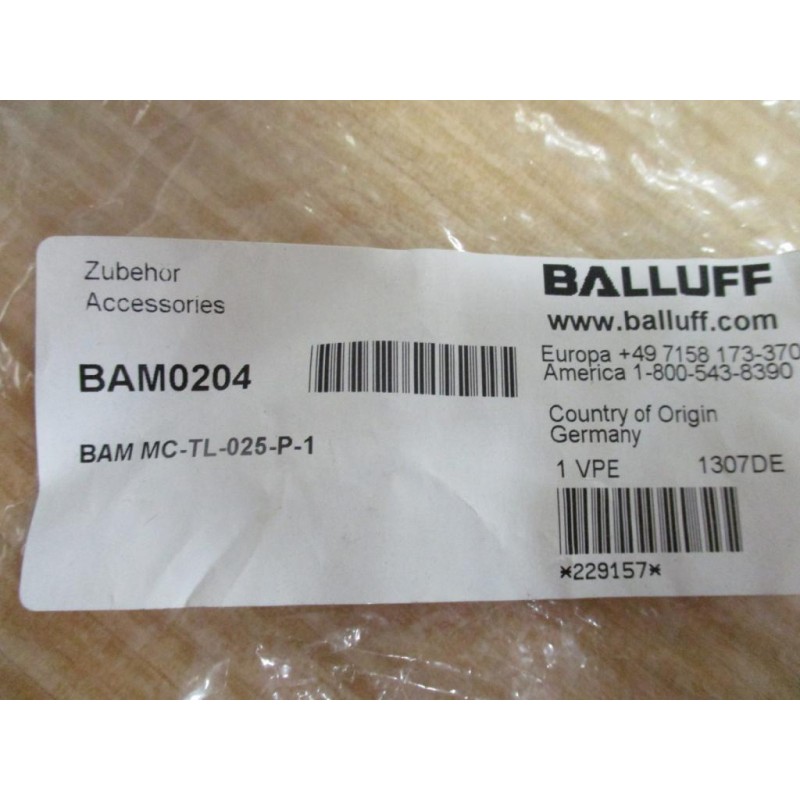 Zubehör
Accessories
BAM0204
BAM MC-TL-025-P-1
BALLUFF
www.balluff.com
Europa +49 7158 173-370
America 1-800-543-8390
Country of Origin
Germany
1 VPE 1307DE
*229157*